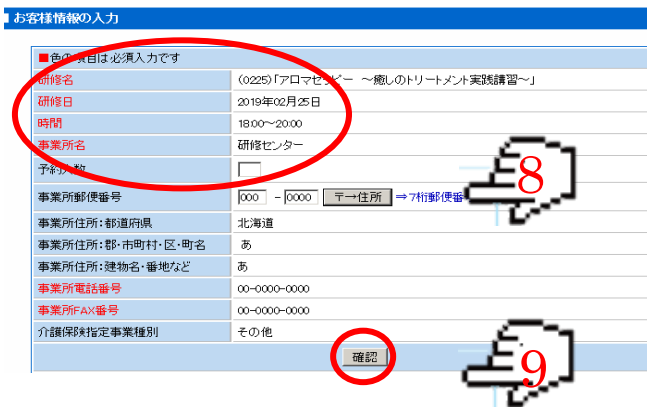 お客様情報の入力
■色の項目は必須入力です
研修名 (0225)「アロマセラピー ～癒しのトリートメント実践講習～」
研修日 2019年02月25日
時間 18:00～20:00
事業所名 研修センター
予約人数
8
事業所郵便番号 000 - 0000 〒→住所 ⇒7桁郵便番
事業所住所:都道府県 北海道
事業所住所:郡・市町村・区・町名 あ
事業所住所:建物名・番地など あ
事業所電話番号 00-0000-0000
事業所FAX番号 00-0000-0000
介護保険指定事業種別 その他
確認
9